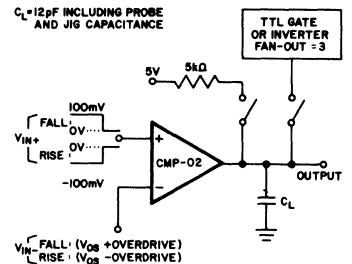 CL=12pF INCLUDING PROBE
AND JIG CAPACITANCE
TTL GATE
OR INVERTER
FAN-OUT =3
5kΩ
5V
100mV
FALL:
0V
VIN+
0V
RISE:
-100mV
+
CMP-02
-
OUTPUT
CL
VIN- FALL: (VOS +OVERDRIVE)
RISE: (VOS -OVERDRIVE)